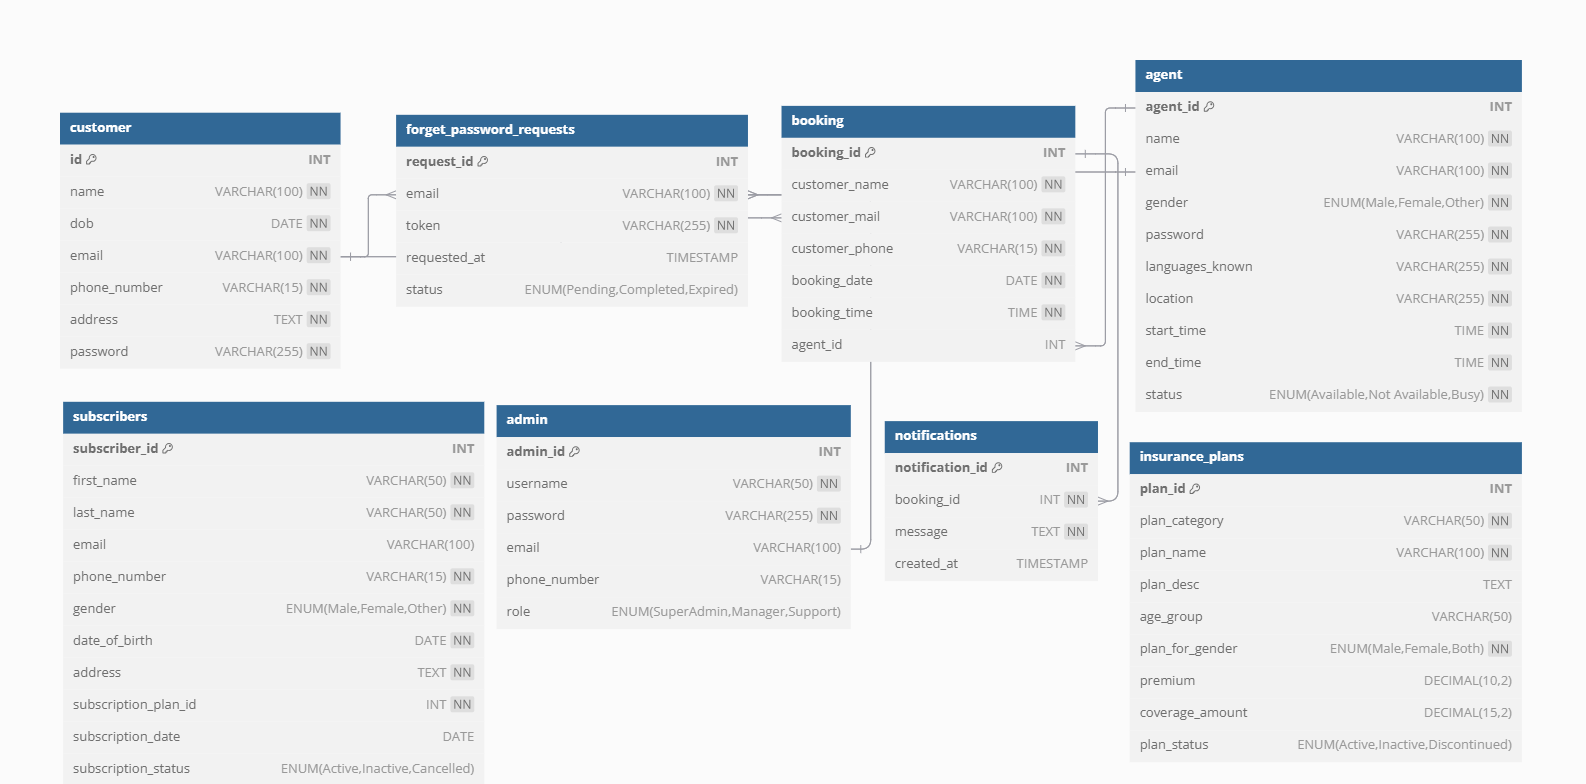 customer
id INT
name VARCHAR(100) NN
dob DATE NN
email VARCHAR(100) NN
phone_number VARCHAR(15) NN
address TEXT NN
password VARCHAR(255) NN
forget_password_requests
request_id INT
email VARCHAR(100) NN
token VARCHAR(255) NN
requested_at TIMESTAMP
status ENUM(Pending,Completed,Expired)
booking
booking_id INT
customer_name VARCHAR(100) NN
customer_mail VARCHAR(100) NN
customer_phone VARCHAR(15) NN
booking_date DATE NN
booking_time TIME NN
agent_id INT
agent
agent_id INT
name VARCHAR(100) NN
email VARCHAR(100) NN
gender ENUM(Male,Female,Other) NN
password VARCHAR(255) NN
languages_known VARCHAR(255) NN
location VARCHAR(255) NN
start_time TIME NN
end_time TIME NN
status ENUM(Available,Not Available,Busy) NN
subscribers
subscriber_id INT
first_name VARCHAR(50) NN
last_name VARCHAR(50) NN
email VARCHAR(100)
phone_number VARCHAR(15) NN
gender ENUM(Male,Female,Other) NN
date_of_birth DATE NN
address TEXT NN
subscription_plan_id INT NN
subscription_date DATE
subscription_status ENUM(Active,Inactive,Cancelled)
admin
admin_id INT
username VARCHAR(50) NN
password VARCHAR(255) NN
email VARCHAR(100)
phone_number VARCHAR(15)
role ENUM(SuperAdmin,Manager,Support)
notifications
notification_id INT
booking_id INT NN
message TEXT NN
created_at TIMESTAMP
insurance_plans
plan_id INT
plan_category VARCHAR(50) NN
plan_name VARCHAR(100) NN
plan_desc TEXT
age_group VARCHAR(50)
plan_for_gender ENUM(Male,Female,Both) NN
premium DECIMAL(10,2)
coverage_amount DECIMAL(15,2)
plan_status ENUM(Active,Inactive,Discontinued)